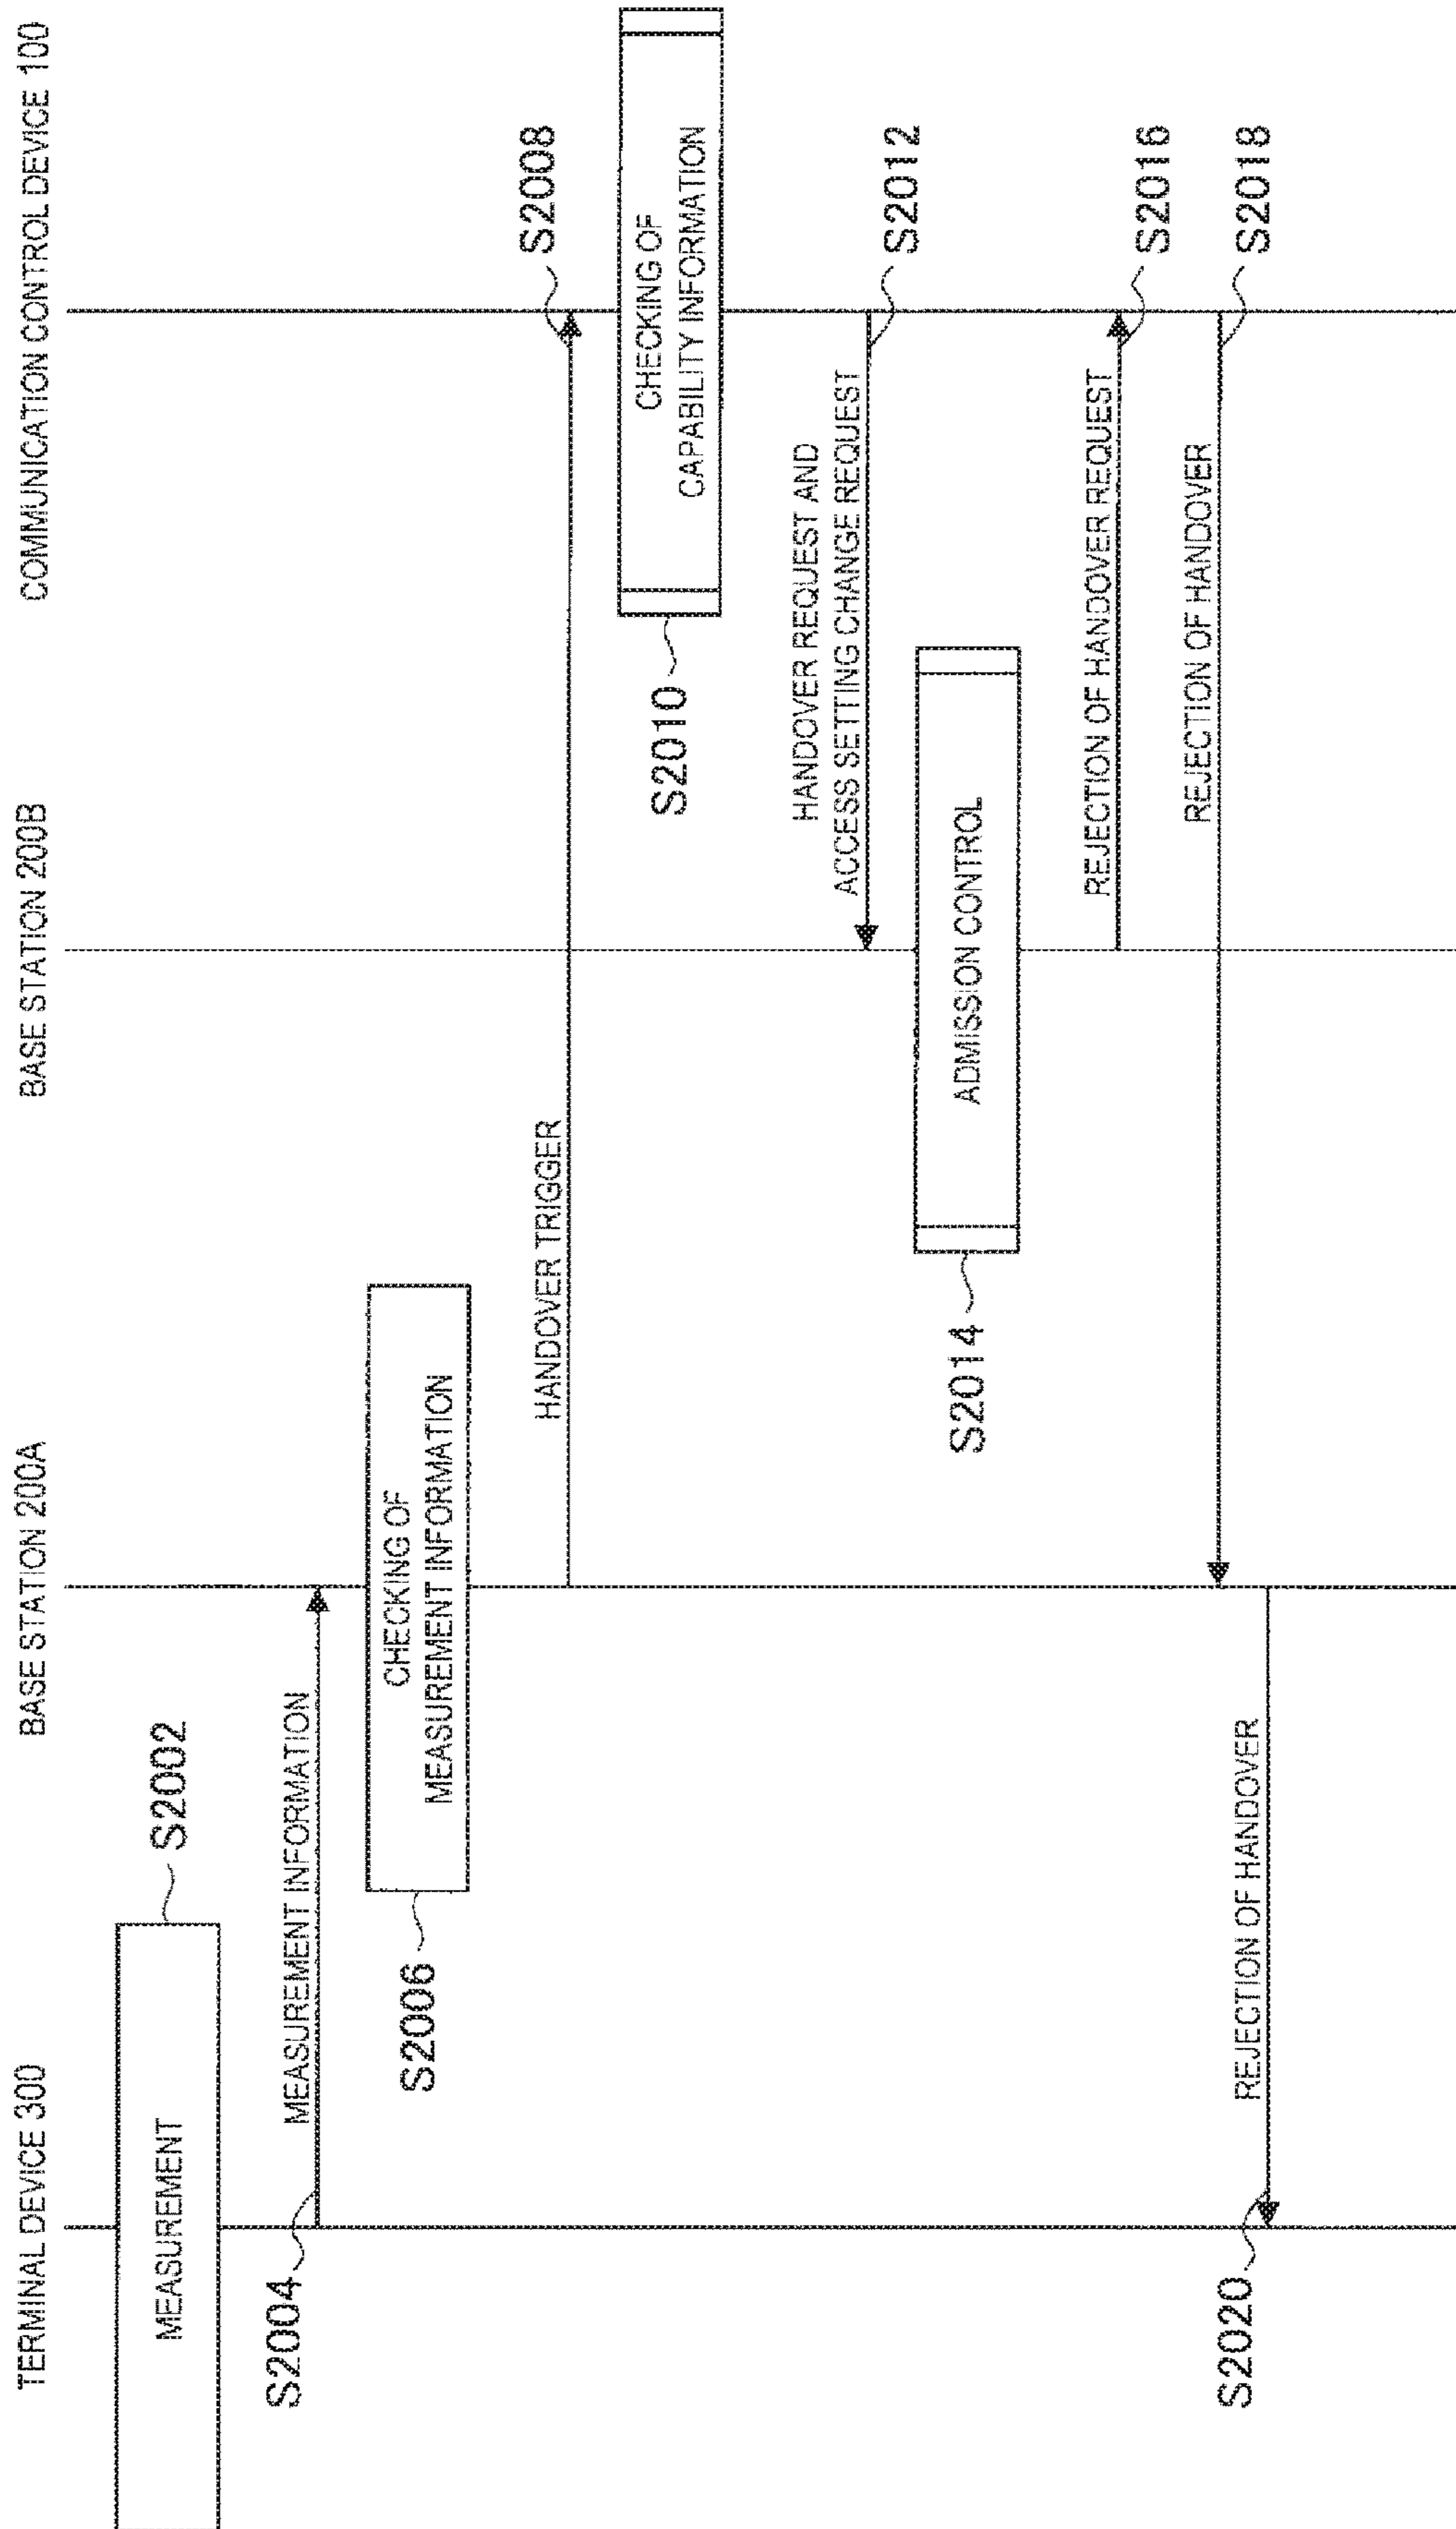 TERMINAL DEVICE 300
BASE STATION 200A
BASE STATION 200B
COMMUNICATION CONTROL DEVICE 100
MEASUREMENT
S2002
MEASUREMENT INFORMATION
S2004
CHECKING OF
MEASUREMENT INFORMATION
S2006
HANDOVER TRIGGER
S2008
CHECKING OF
CAPABILITY INFORMATION
S2010
HANDOVER REQUEST AND
ACCESS SETTING CHANGE REQUEST
S2012
ADMISSION CONTROL
S2014
REJECTION OF HANDOVER REQUEST
S2016
REJECTION OF HANDOVER
S2018
REJECTION OF HANDOVER
S2020